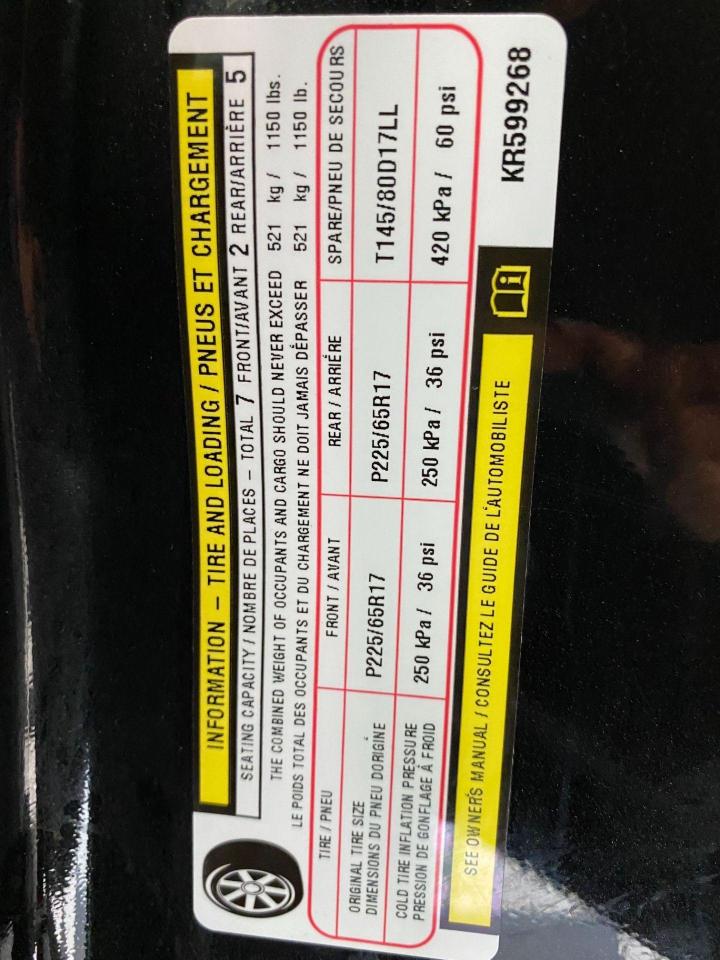 INFORMATION – TIRE AND LOADING / PNEUS ET CHARGEMENT
SEATING CAPACITY / NOMBRE DE PLACES – TOTAL 7 FRONT/AVANT 2 REAR/ARRIÈRE 5
THE COMBINED WEIGHT OF OCCUPANTS AND CARGO SHOULD NEVER EXCEED 521 kg / 1150 lbs.
LE POIDS TOTAL DES OCCUPANTS ET DU CHARGEMENT NE DOIT JAMAIS DÉPASSER 521 kg / 1150 lb.
TIRE / PNEU FRONT / AVANT REAR / ARRIÉRE SPARE/PNEU DE SECOURS
ORIGINAL TIRE SIZE
DIMENSIONS DU PNEU D'ORIGINE P225/65R17 P225/65R17 T145/80D17LL
COLD TIRE INFLATION PRESSURE
PRESSION DE GONFLAGE À FROID 250 kPa / 36 psi 250 kPa / 36 psi 420 kPa / 60 psi
SEE OWNER'S MANUAL / CONSULTEZ LE GUIDE DE L'AUTOMOBILISTE
KR599268